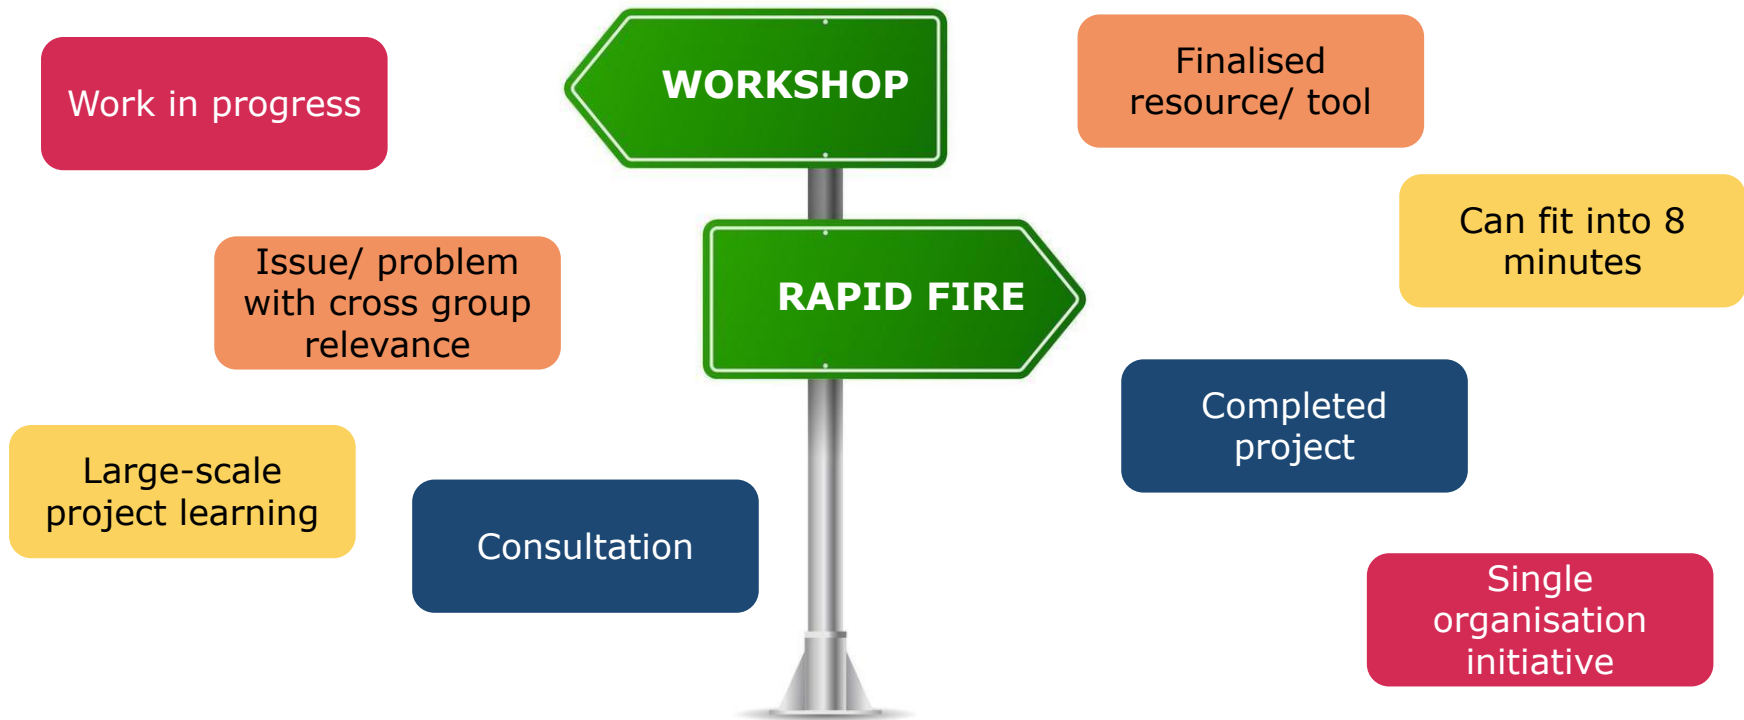 WORKSHOP
RAPID FIRE
Work in progress
Issue/ problem
with cross group
relevance
Large-scale
project learning
Consultation
Finalised
resource/ tool
Can fit into 8
minutes
Completed
project
Single
organisation
initiative